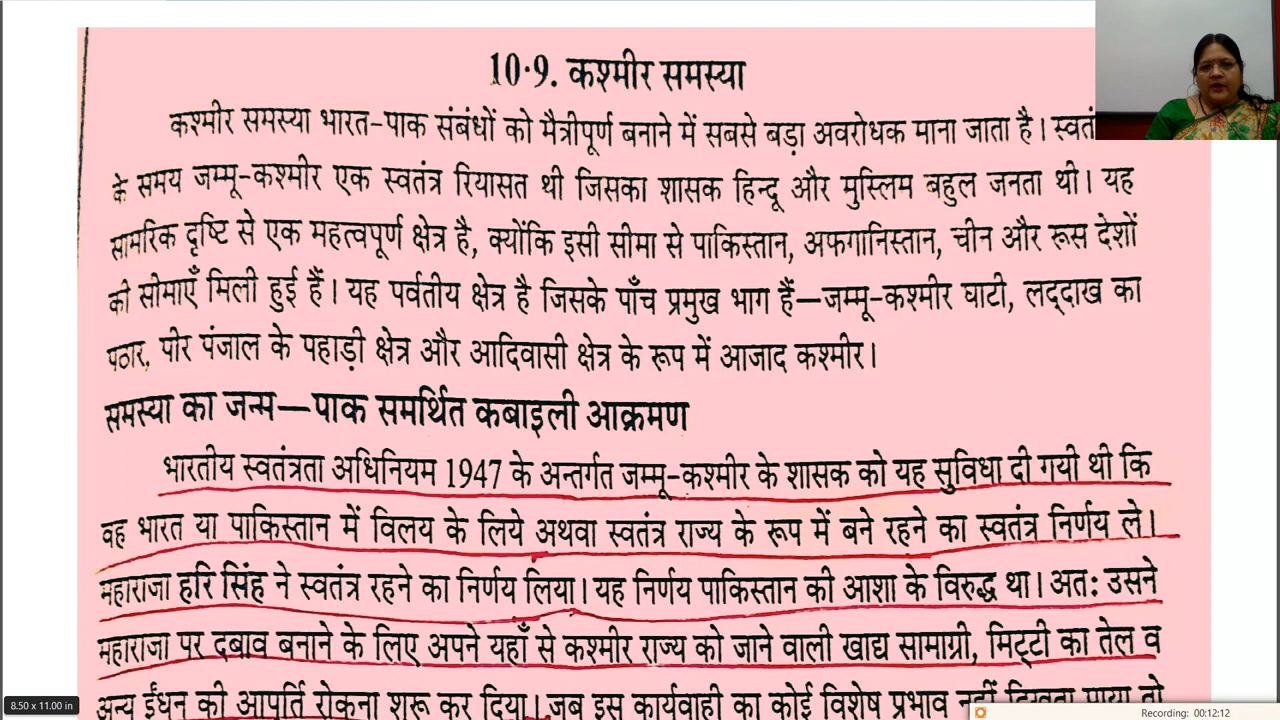 10·9. कश्मीर समस्या
कश्मीर समस्या भारत-पाक संबंधों को मैत्रीपूर्ण बनाने में सबसे बड़ा अवरोधक माना जाता है। स्वतं
के समय जम्मू-कश्मीर एक स्वतंत्र रियासत थी जिसका शासक हिन्दू और मुस्लिम बहुल जनता थी। यह
सामरिक दृष्टि से एक महत्वपूर्ण क्षेत्र है, क्योंकि इसी सीमा से पाकिस्तान, अफगानिस्तान, चीन और रूस देशों
की सीमाएँ मिली हुई हैं। यह पर्वतीय क्षेत्र है जिसके पाँच प्रमुख भाग हैं—जम्मू-कश्मीर घाटी, लद्दाख का
पठार, पीर पंजाल के पहाड़ी क्षेत्र और आदिवासी क्षेत्र के रूप में आजाद कश्मीर।
समस्या का जन्म—पाक समर्थित कबाइली आक्रमण
भारतीय स्वतंत्रता अधिनियम 1947 के अन्तर्गत जम्मू-कश्मीर के शासक को यह सुविधा दी गयी थी कि
वह भारत या पाकिस्तान में विलय के लिये अथवा स्वतंत्र राज्य के रूप में बने रहने का स्वतंत्र निर्णय ले।
महाराजा हरि सिंह ने स्वतंत्र रहने का निर्णय लिया। यह निर्णय पाकिस्तान की आशा के विरुद्ध था। अतः उसने
महाराजा पर दबाव बनाने के लिए अपने यहाँ से कश्मीर राज्य को जाने वाली खाद्य सामाग्री, मिट्टी का तेल व
अन्य ईंधन की आपूर्ति रोकना शुरू कर दिया। जब इस कार्यवाही का कोई विशेष प्रभाव नहीं दिखता पाया तो
8.50 x 11.00 in
Recording: 00:12:12